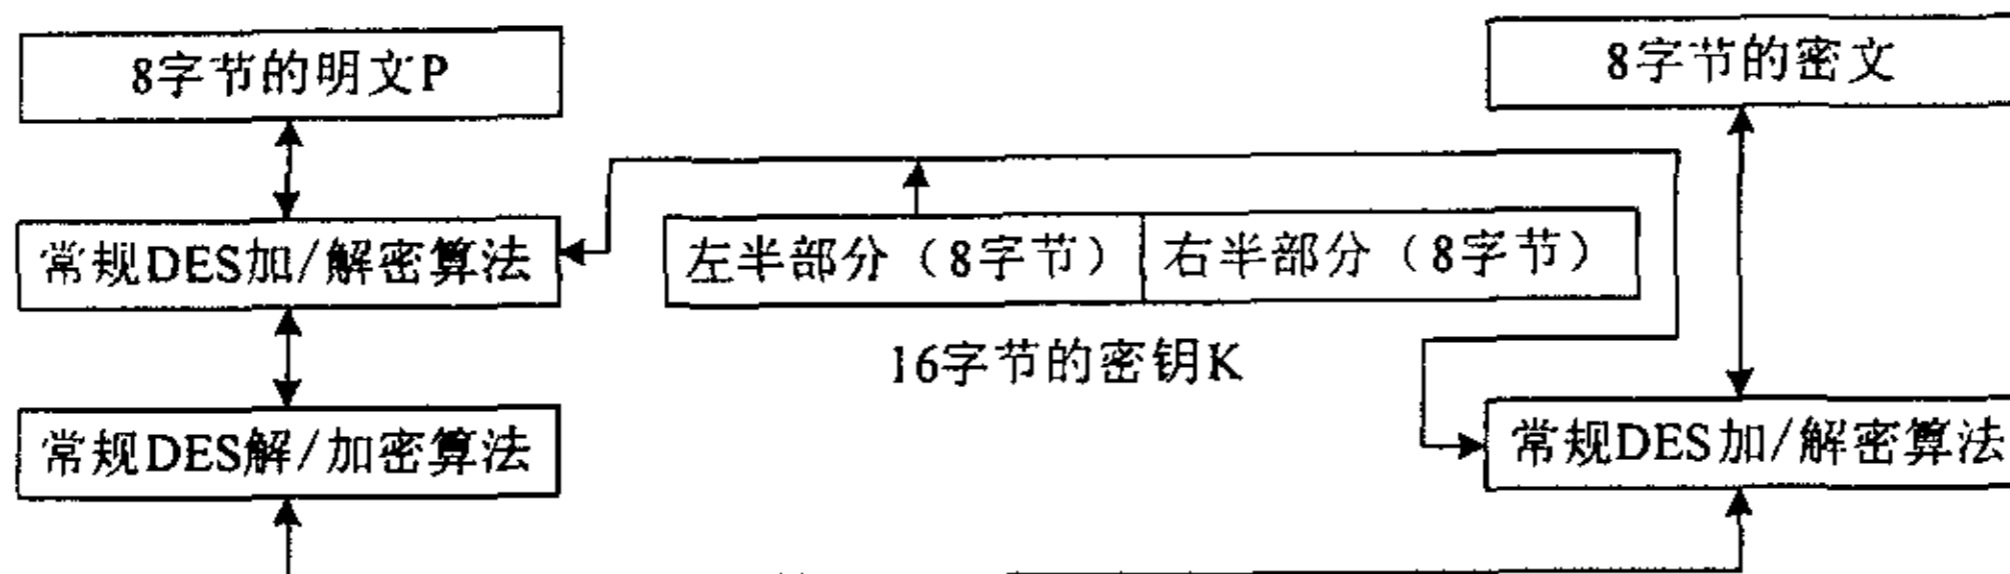 8字节的明文P
8字节的密文
常规DES加/解密算法
左半部分（8字节）
右半部分（8字节）
16字节的密钥K
常规DES解/加密算法
常规DES加/解密算法